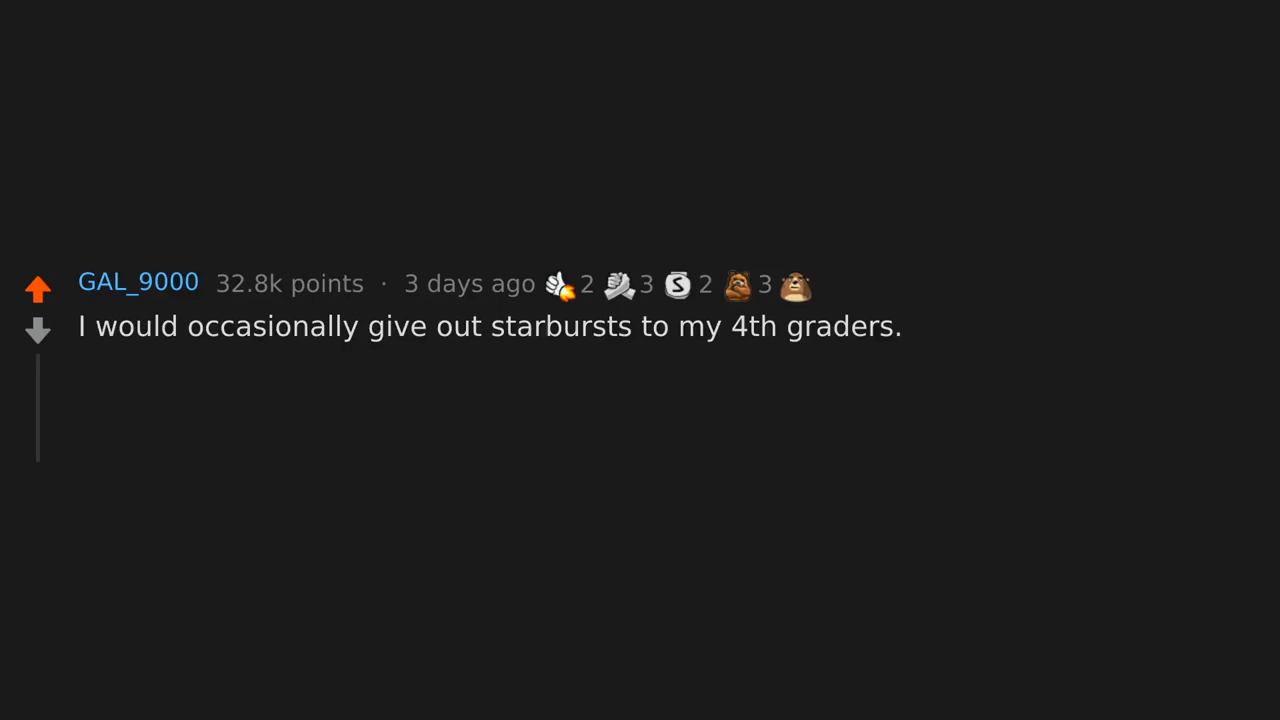 GAL_9000 32.8k points · 3 days ago 2 3 S 2 3
I would occasionally give out starbursts to my 4th graders.